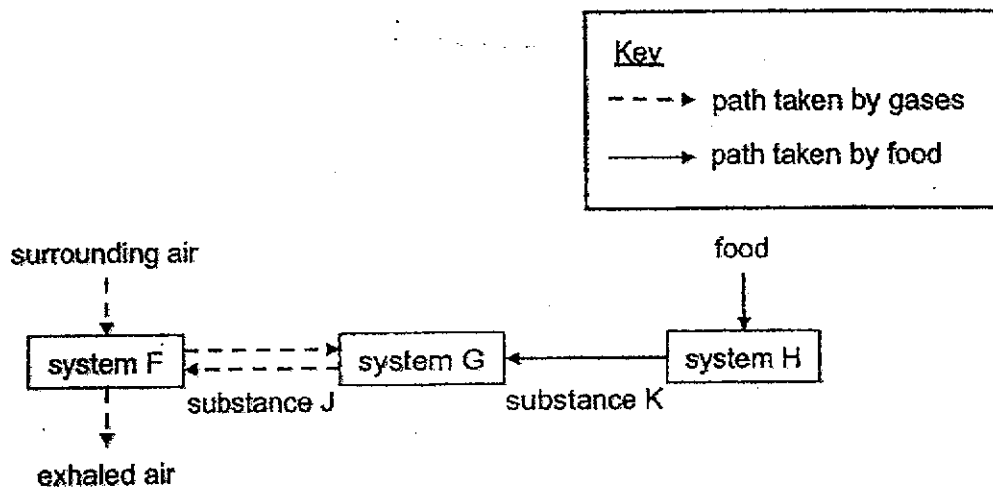 Key
path taken by gases
path taken by food
surrounding air
food
system F
system G
system H
substance J
substance K
exhaled air